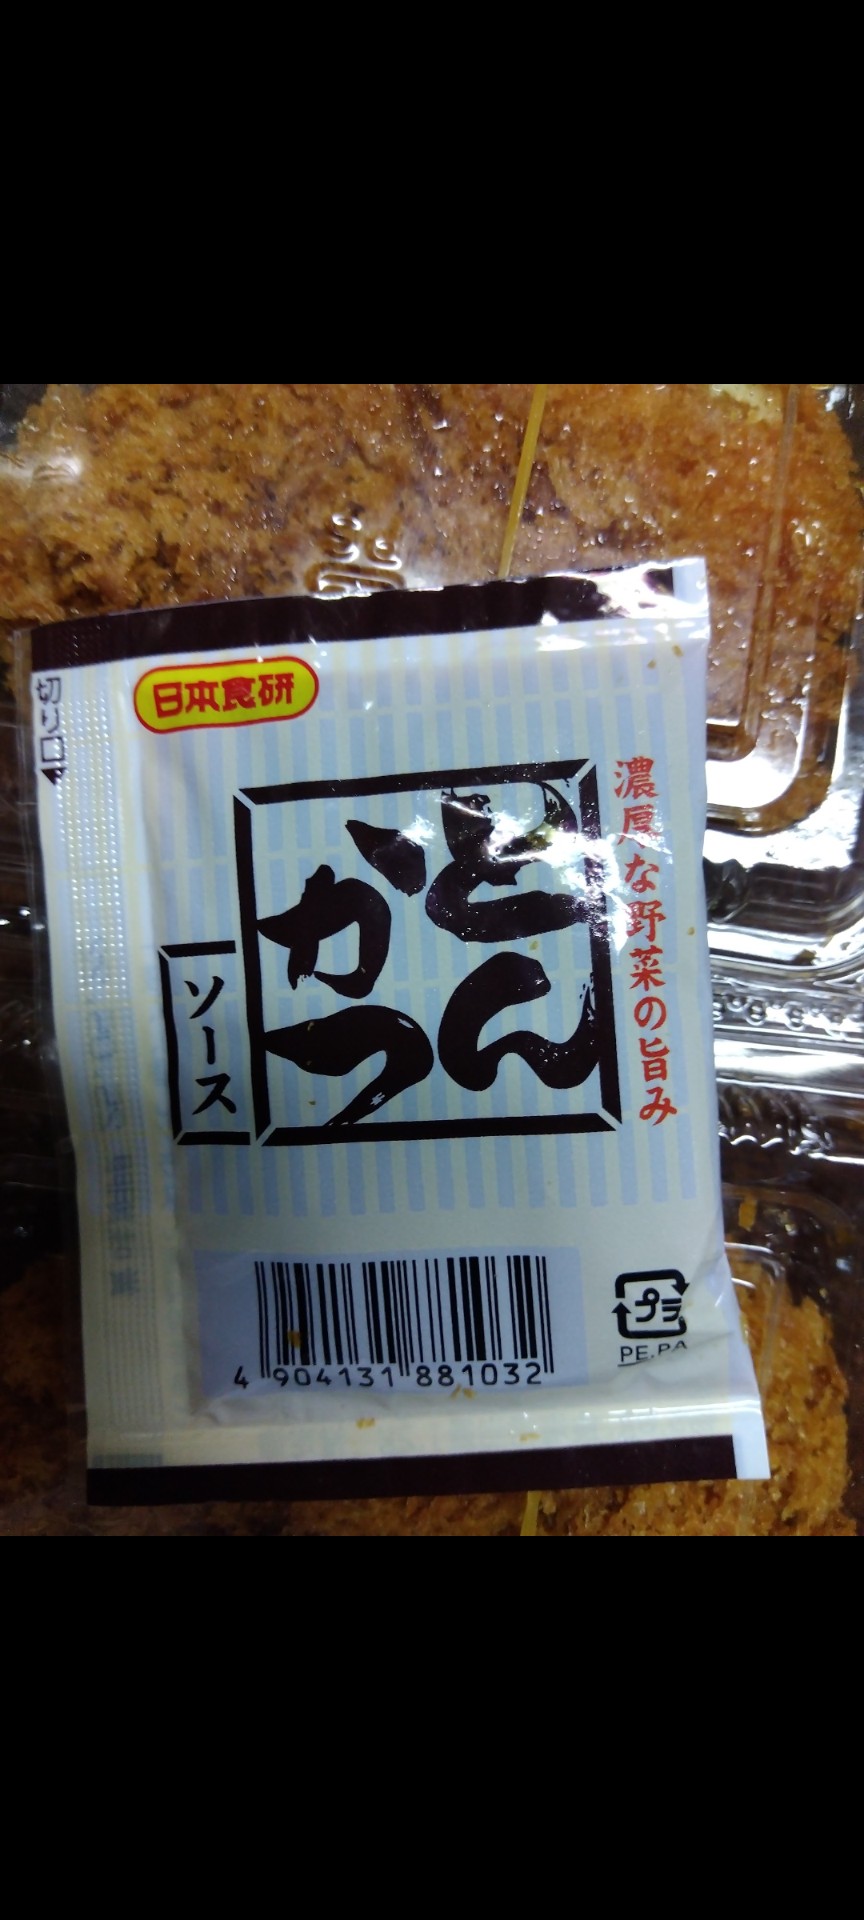 切り口
日本食研
濃厚な野菜の旨み
とん
かつ
ソース
4 904131 881032
プラ
PE.PA